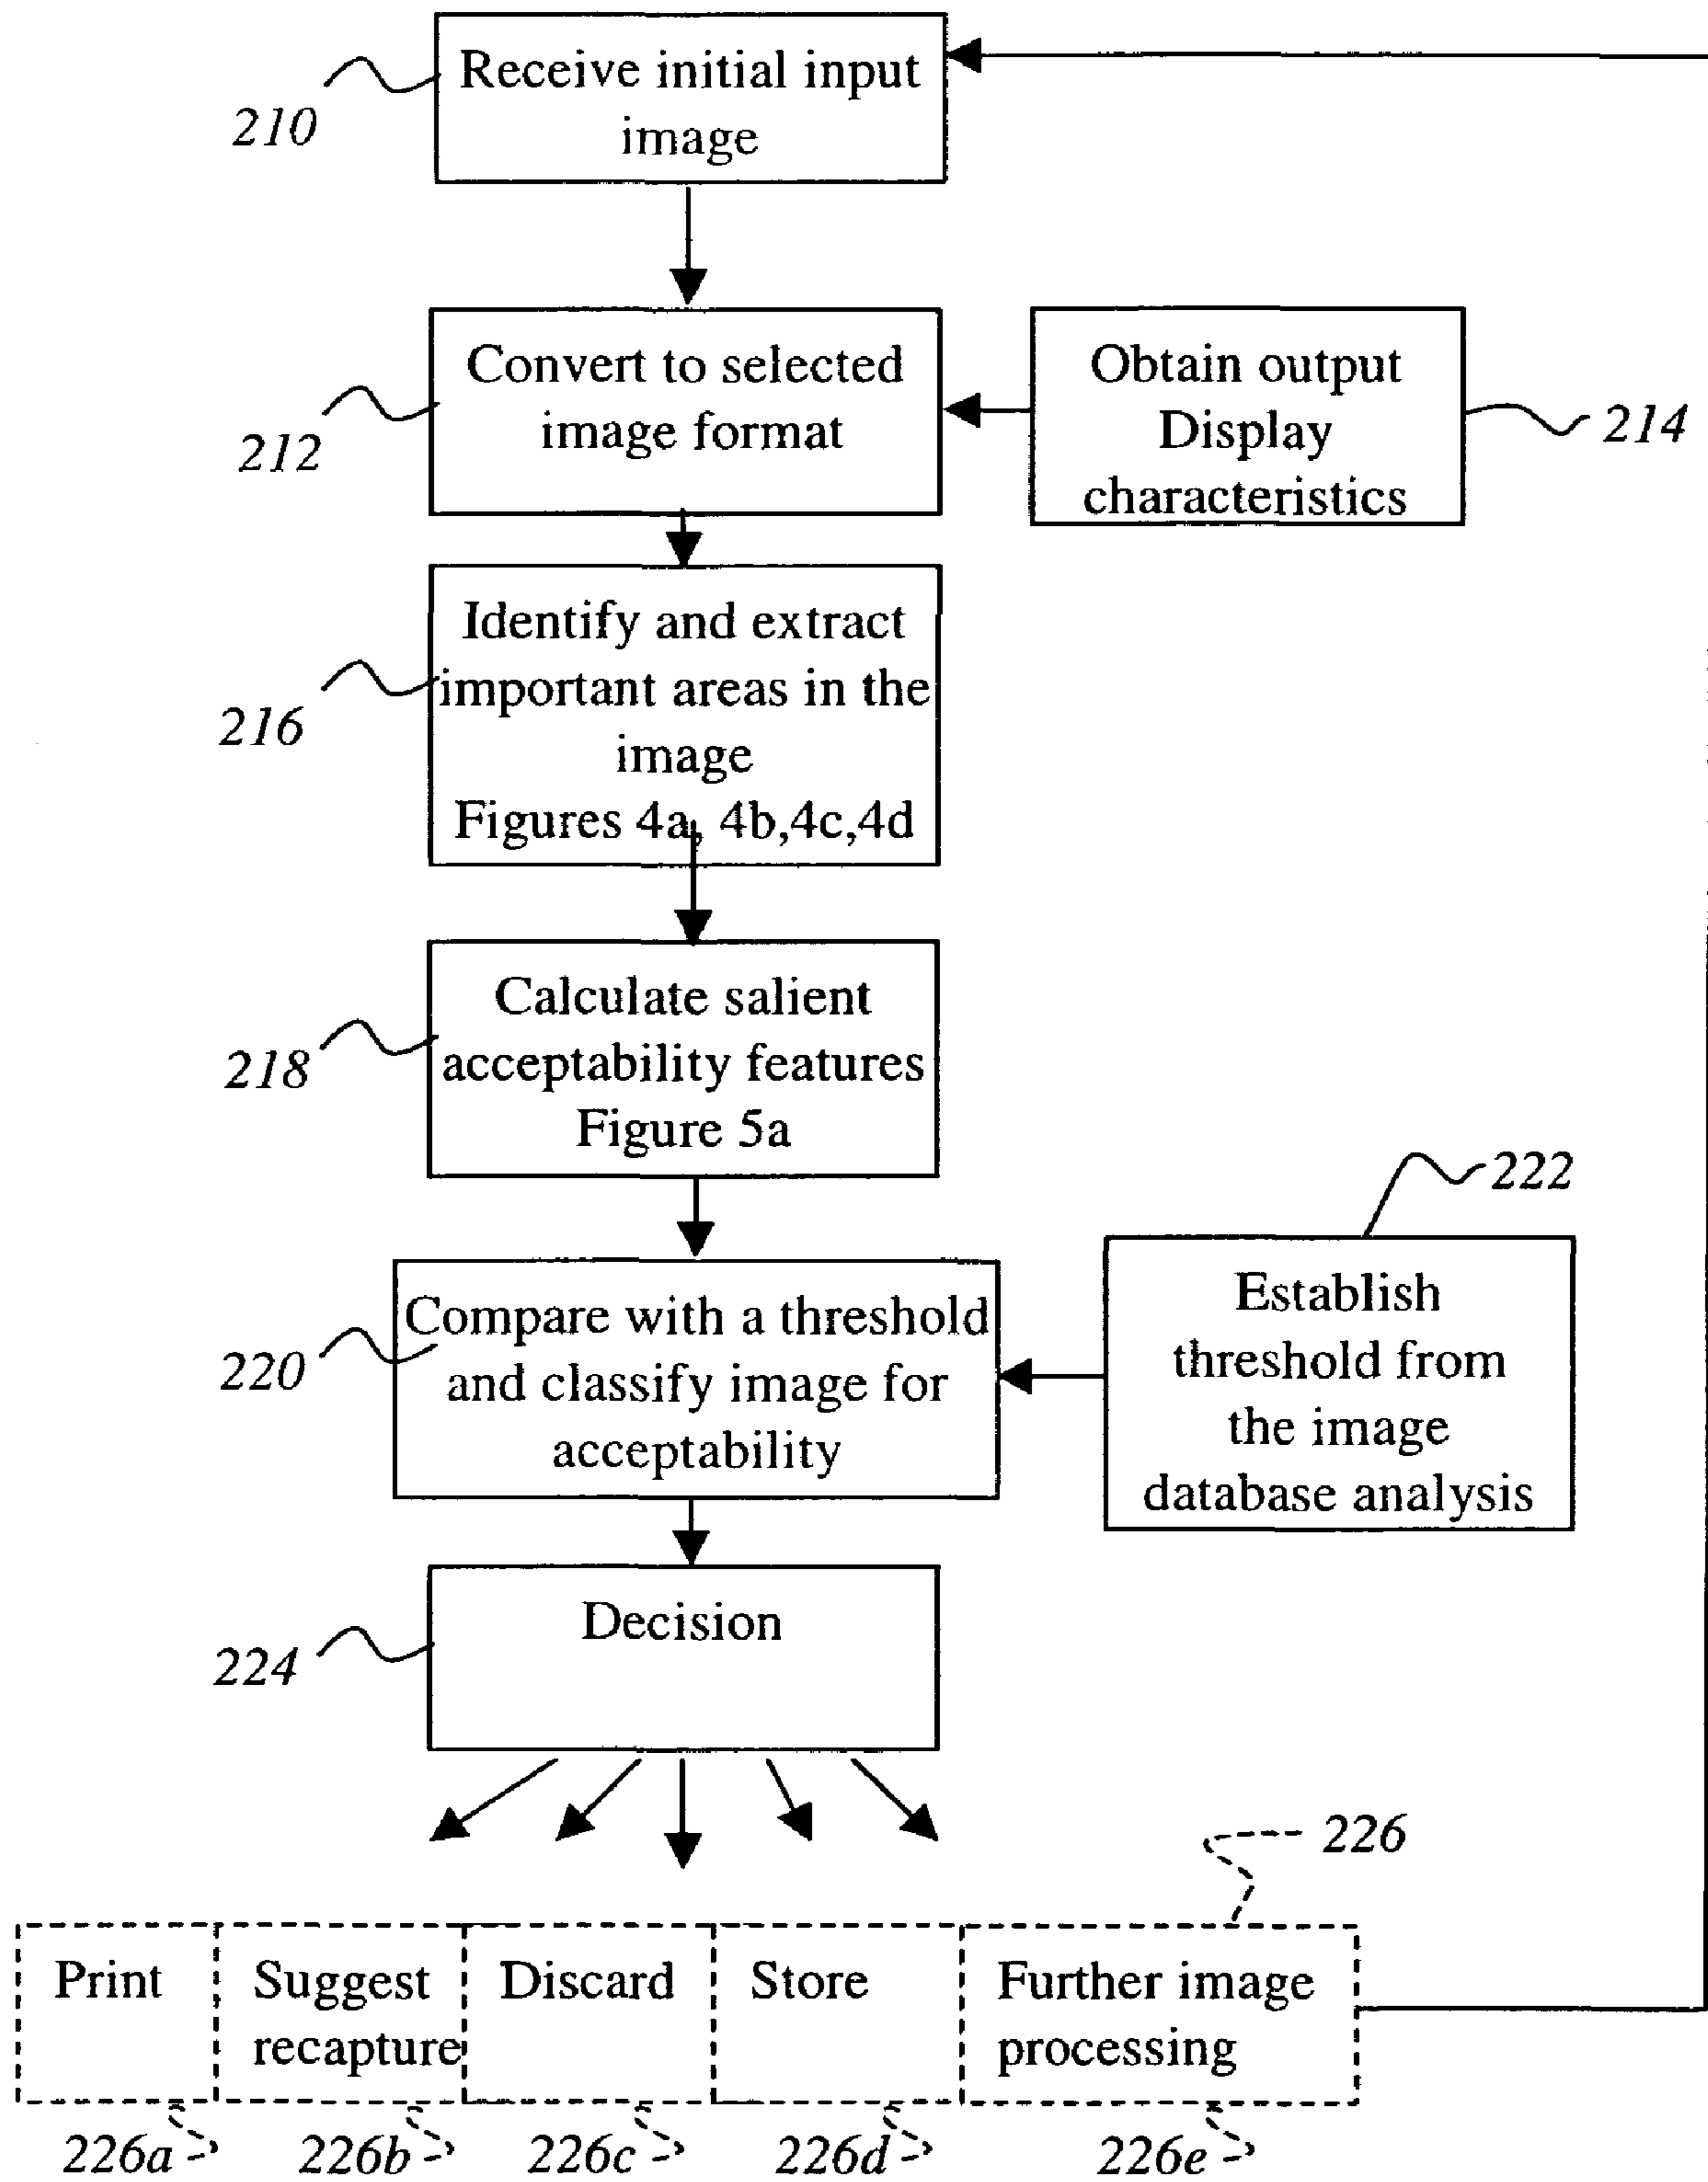 Receive initial input
image
210
Convert to selected
image format
212
Obtain output
Display
characteristics
214
Identify and extract
important areas in the
image
Figures 4a, 4b,4c,4d
216
Calculate salient
acceptability features
Figure 5a
218
222
Compare with a threshold
and classify image for
acceptability
220
Establish
threshold from
the image
database analysis
Decision
224
226
Print
Suggest
recapture
Discard
Store
Further image
processing
226a
226b
226c
226d
226e